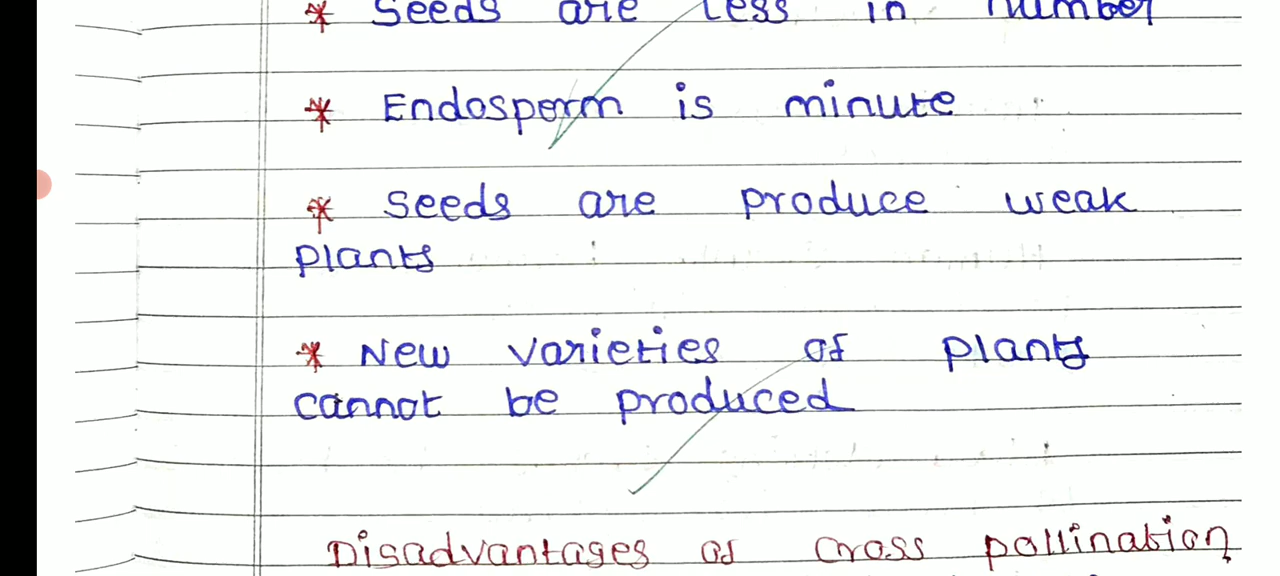 * Seeds are less in number
* Endosperm is minute
* Seeds are produce weak
plants
* New varieties of plants
cannot be produced
Disadvantages of cross pollination